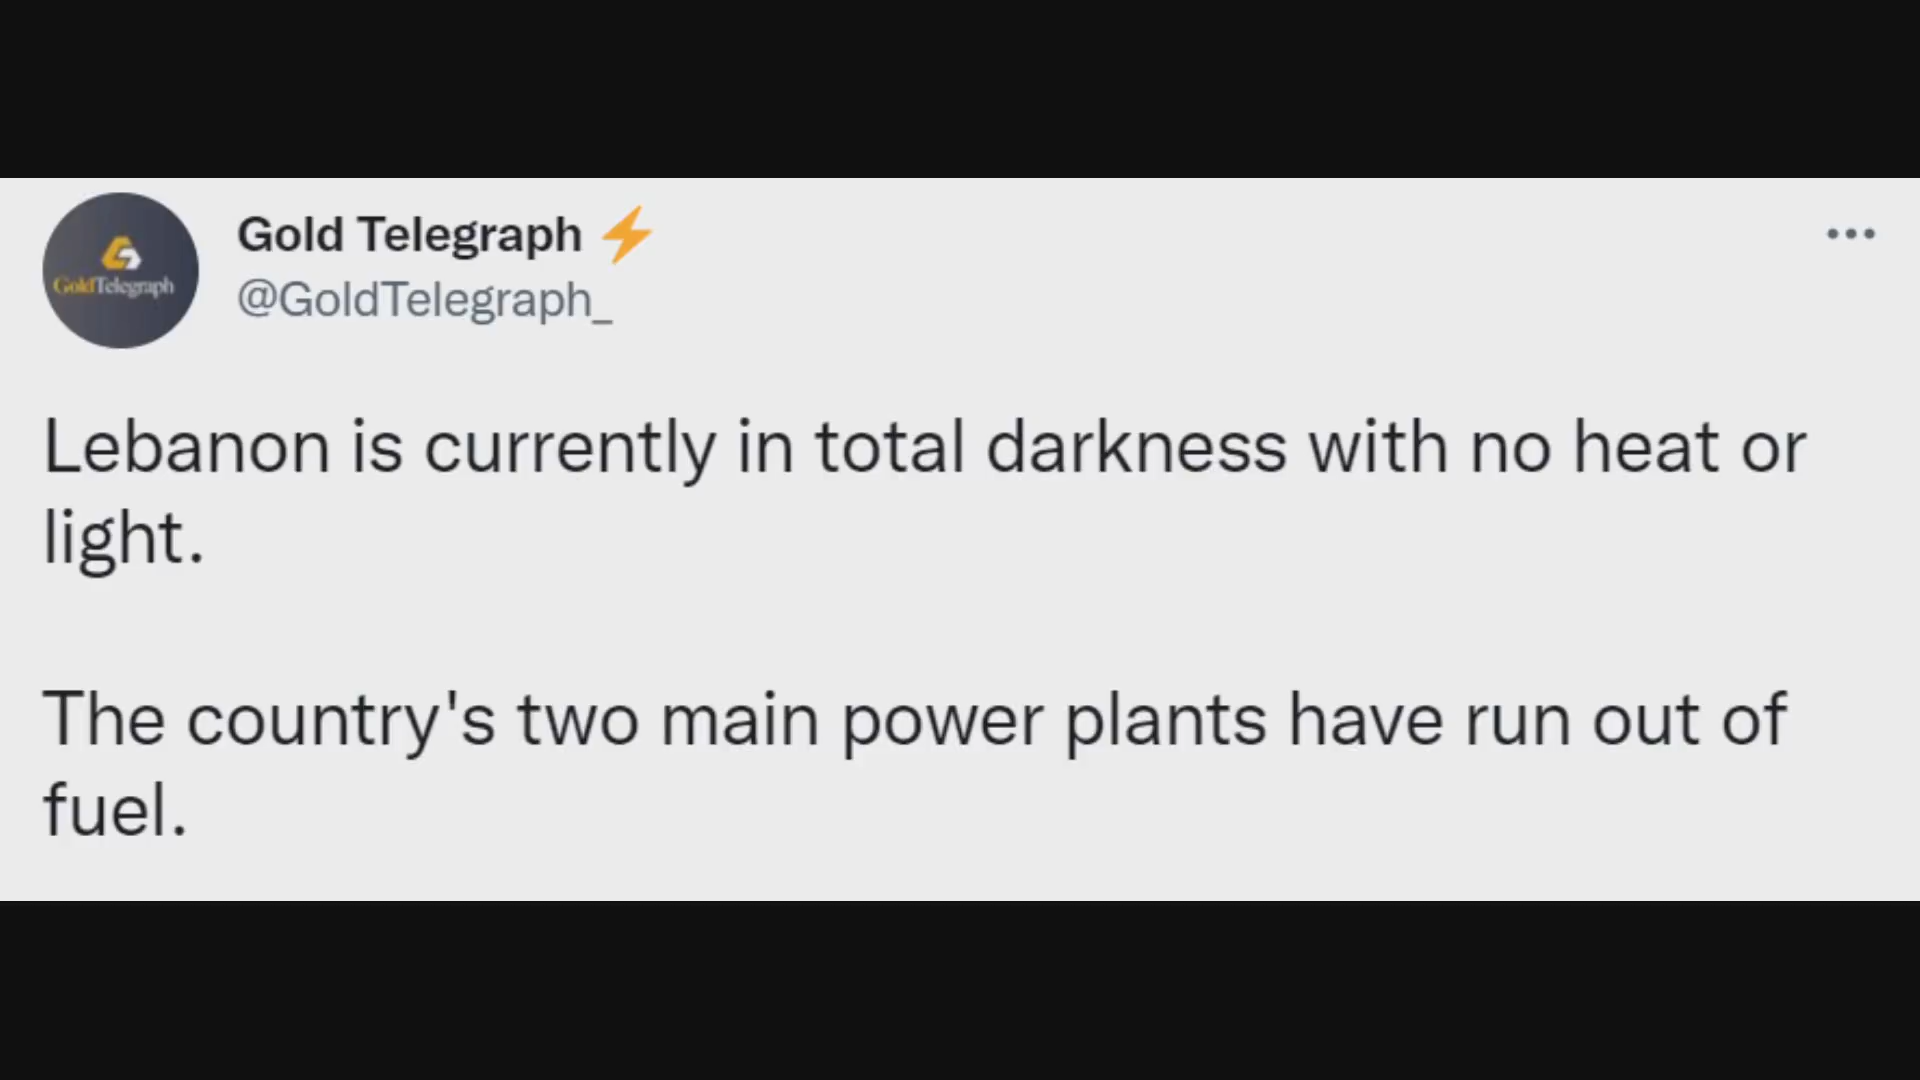 Gold Telegraph ⚡
@GoldTelegraph_
GoldTelegraph
Lebanon is currently in total darkness with no heat or
light.
The country's two main power plants have run out of
fuel.